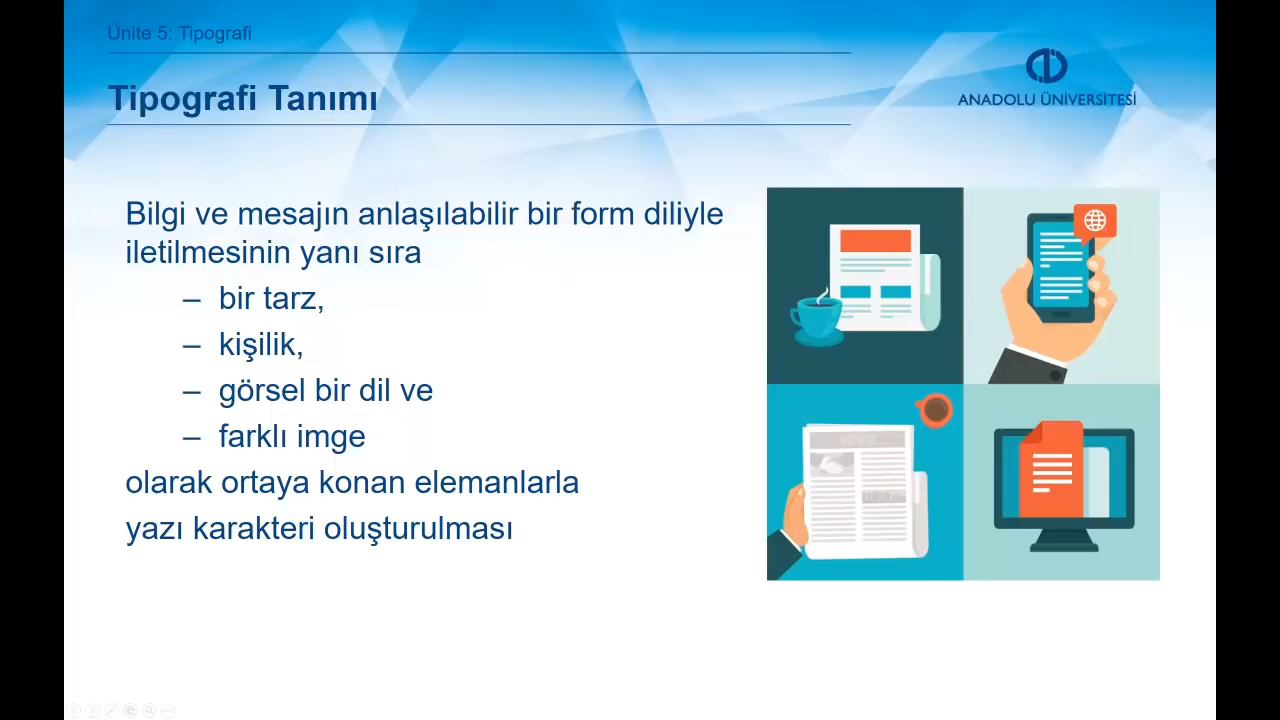 Ünite 5: Tipografi
Tipografi Tanımı
ANADOLU ÜNİVERSİTESİ
Bilgi ve mesajın anlaşılabilir bir form diliyle
iletilmesinin yanı sıra
– bir tarz,
– kişilik,
– görsel bir dil ve
– farklı imge
olarak ortaya konan elemanlarla
yazı karakteri oluşturulması
NEWS